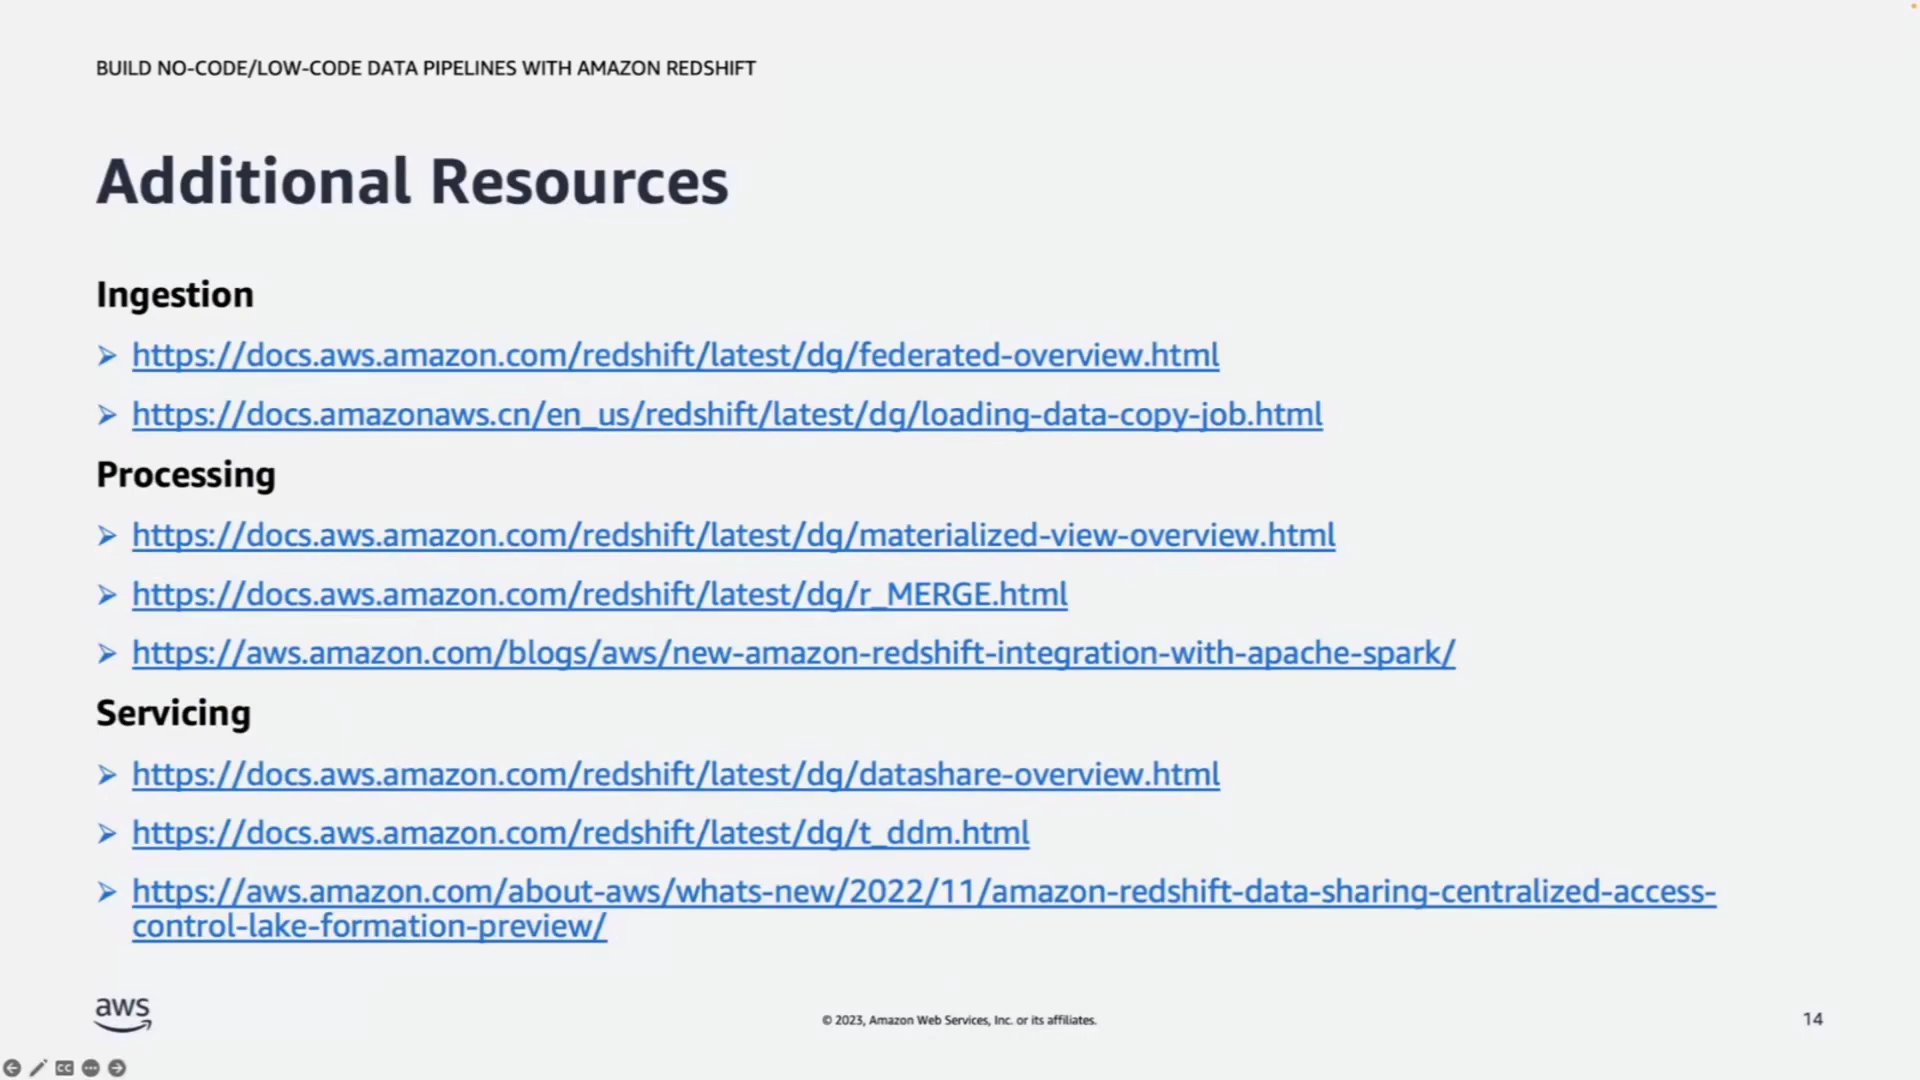 BUILD NO-CODE/LOW-CODE DATA PIPELINES WITH AMAZON REDSHIFT
Additional Resources
Ingestion
https://docs.aws.amazon.com/redshift/latest/dg/federated-overview.html
https://docs.amazonaws.cn/en_us/redshift/latest/dg/loading-data-copy-job.html
Processing
https://docs.aws.amazon.com/redshift/latest/dg/materialized-view-overview.html
https://docs.aws.amazon.com/redshift/latest/dg/r_MERGE.html
https://aws.amazon.com/blogs/aws/new-amazon-redshift-integration-with-apache-spark/
Servicing
https://docs.aws.amazon.com/redshift/latest/dg/datashare-overview.html
https://docs.aws.amazon.com/redshift/latest/dg/t_ddm.html
https://aws.amazon.com/about-aws/whats-new/2022/11/amazon-redshift-data-sharing-centralized-access-
control-lake-formation-preview/
aws
© 2023, Amazon Web Services, Inc. or its affiliates.
14
CC